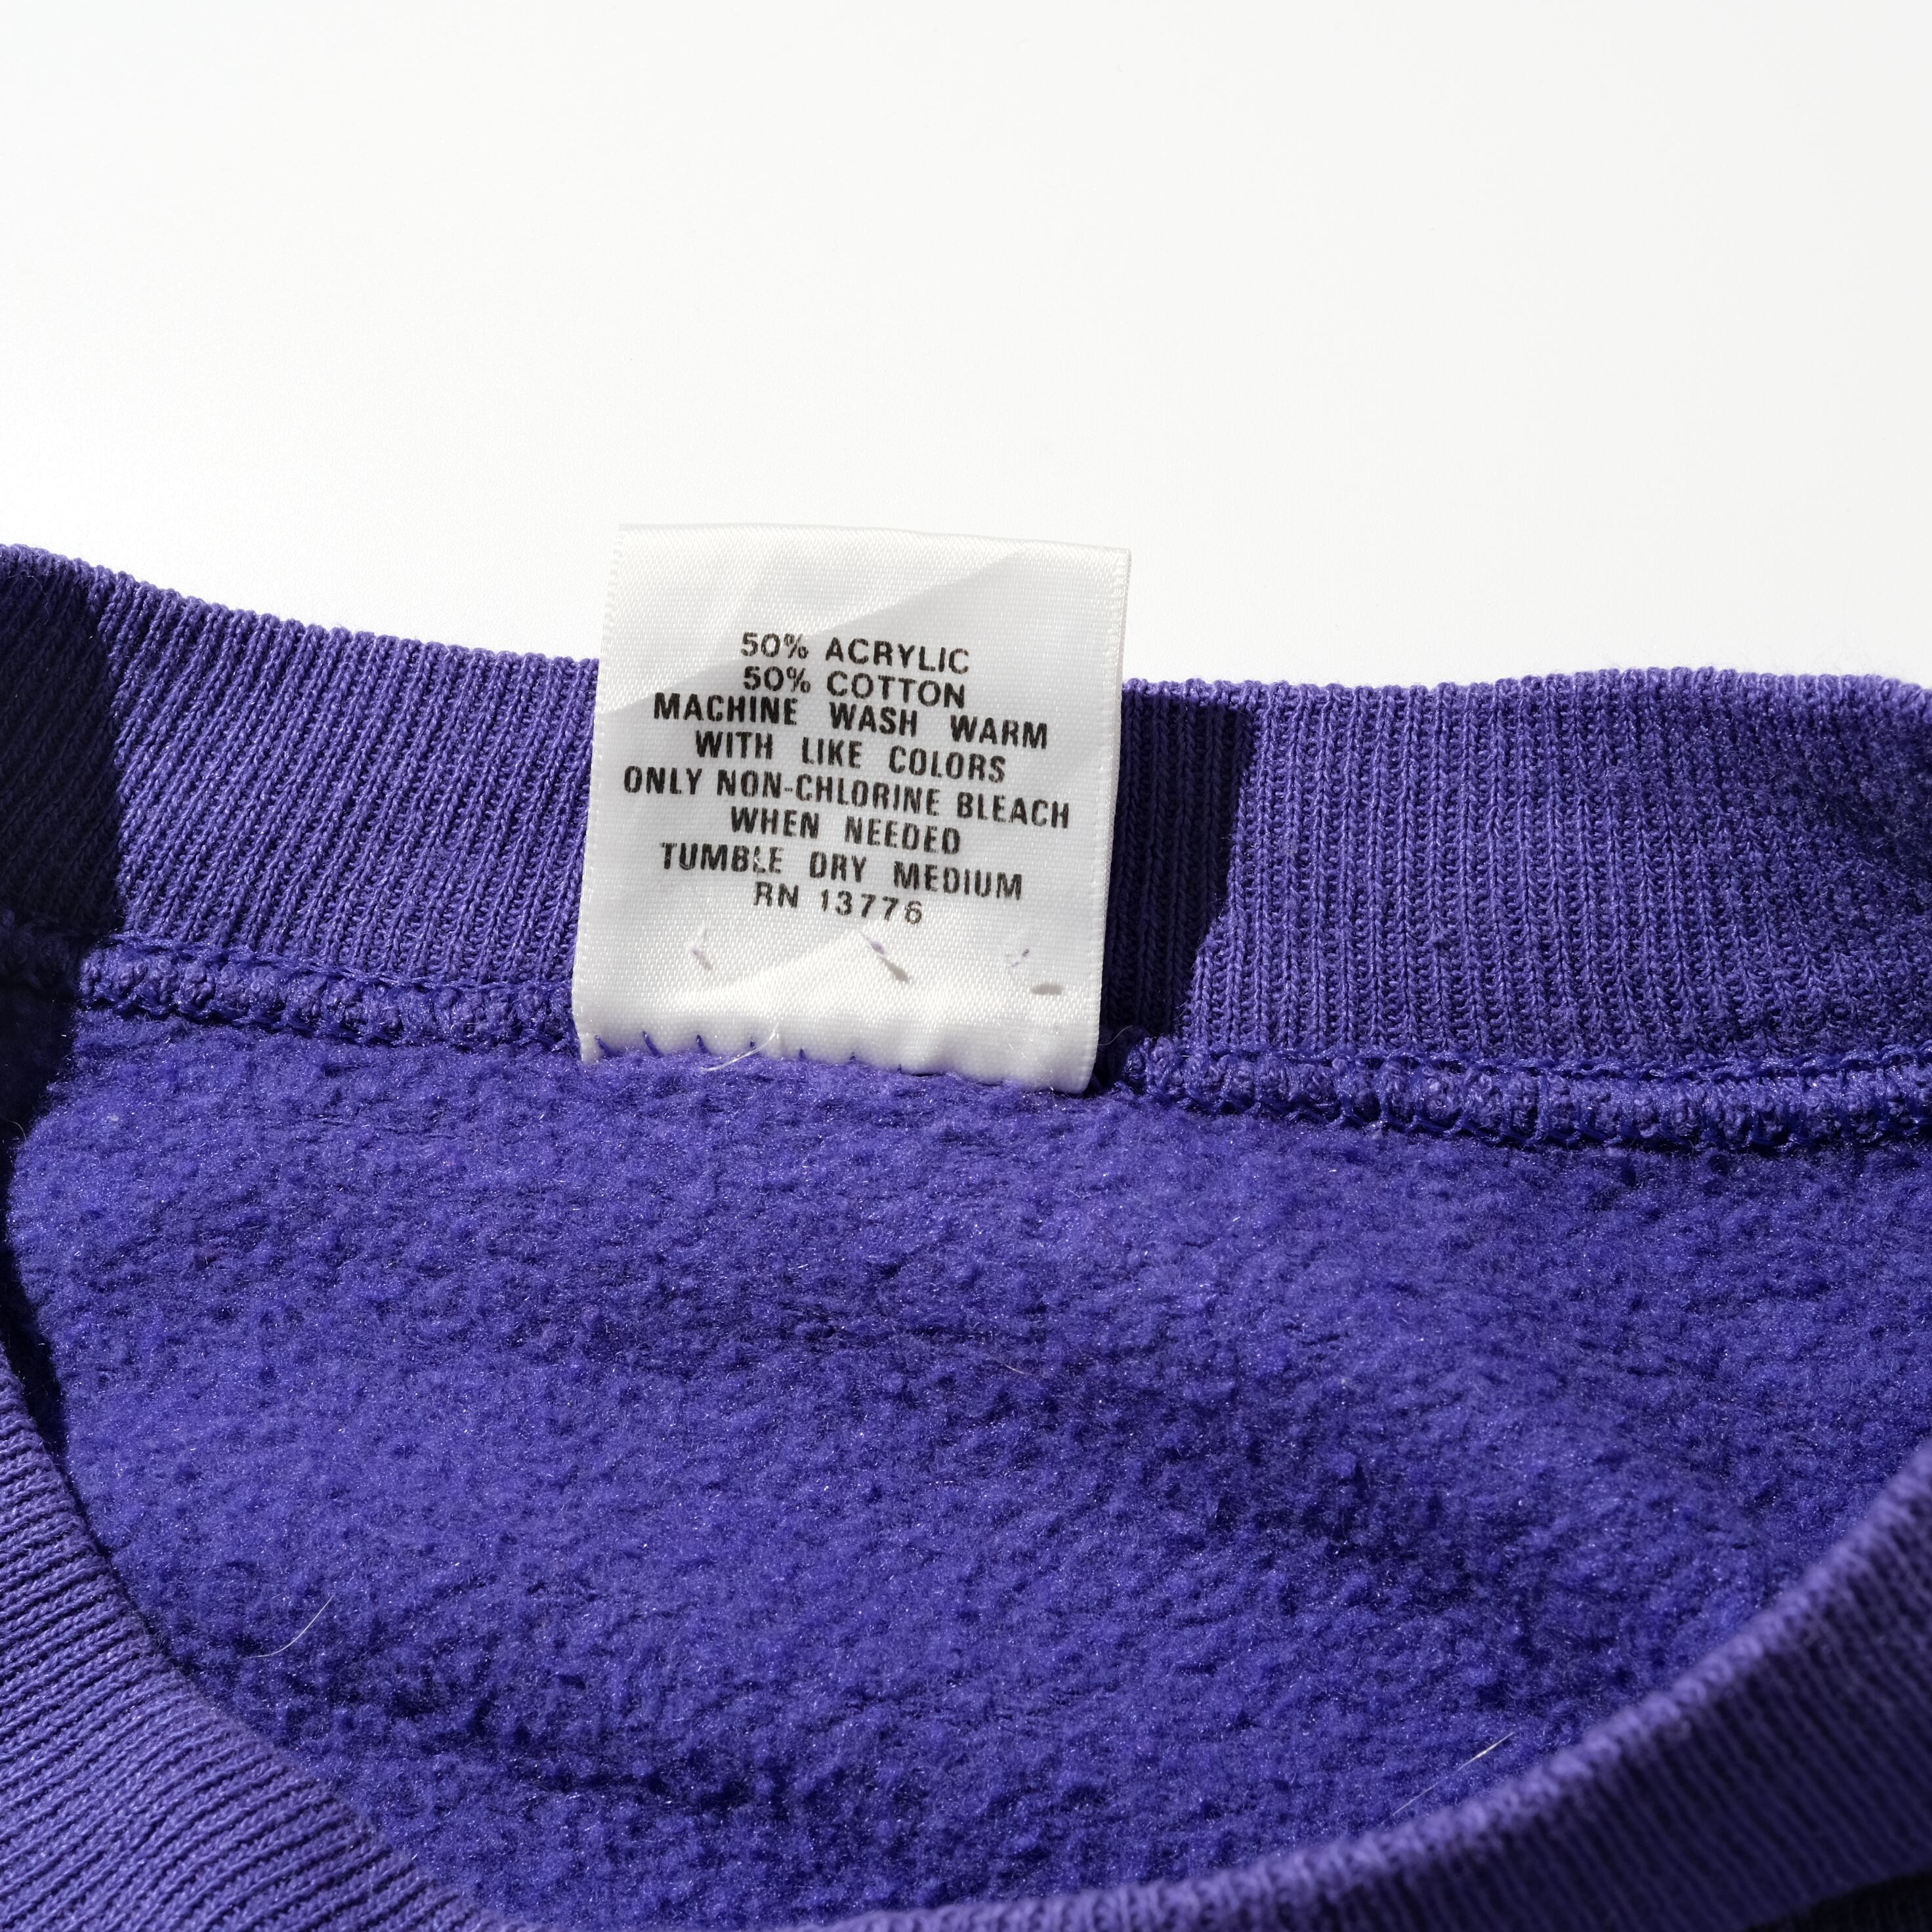 50% ACRYLIC
50% COTTON
MACHINE WASH WARM
WITH LIKE COLORS
ONLY NON-CHLORINE BLEACH
WHEN NEEDED
TUMBLE DRY MEDIUM
RN 13776